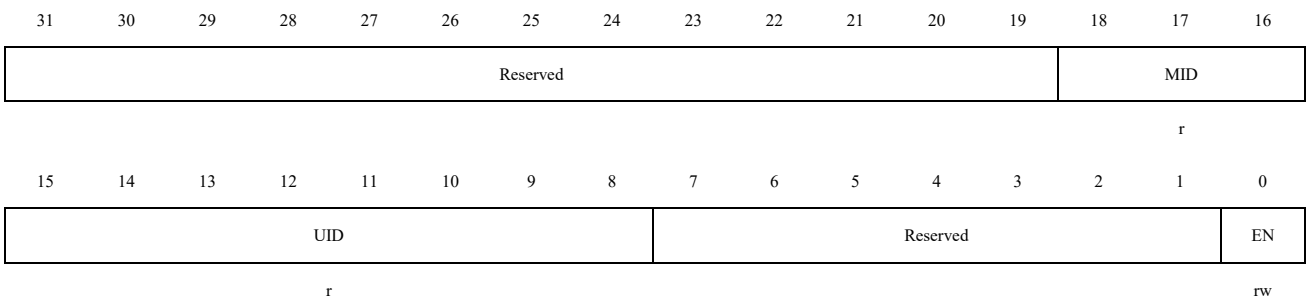 31 30 29 28 27 26 25 24 23 22 21 20 19 18 17 16
Reserved MID
r
15 14 13 12 11 10 9 8 7 6 5 4 3 2 1 0
UID Reserved EN
r rw